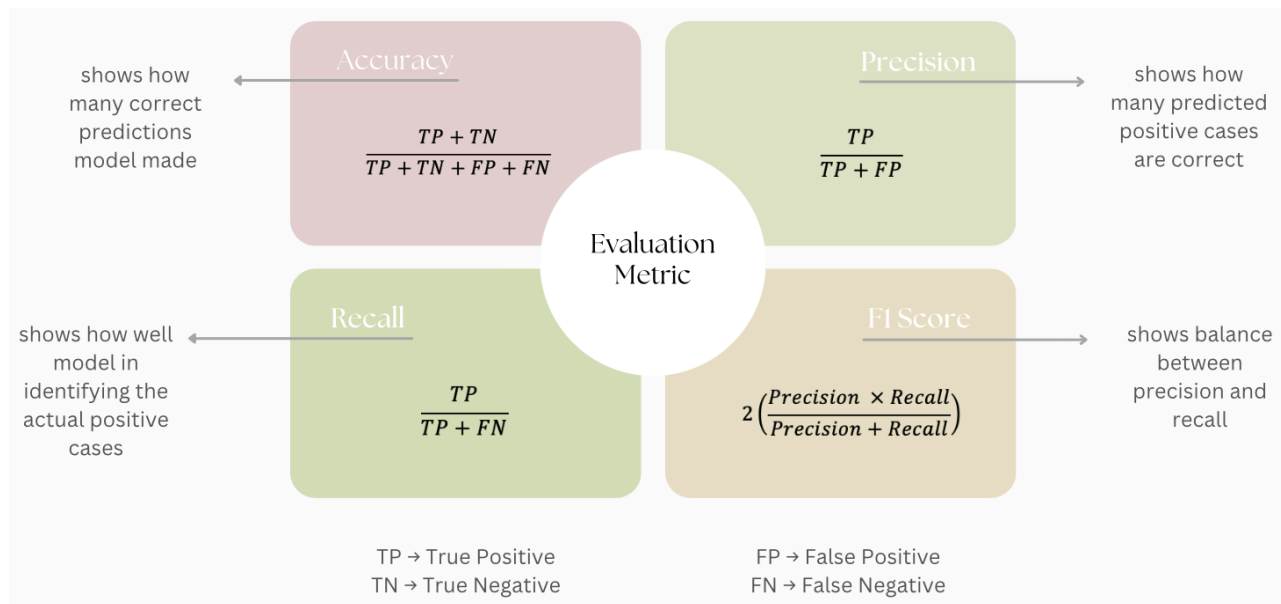 Accuracy
shows how
many correct
predictions
model made
TP + TN
TP + TN + FP + FN
Precision
TP
TP + FP
shows how
many predicted
positive cases
are correct
Evaluation
Metric
Recall
shows how well
model in
identifying the
actual positive
cases
TP
TP + FN
F1 Score
2(Precision × Recall
Precision + Recall)
shows balance
between
precision and
recall
TP → True Positive
TN → True Negative
FP → False Positive
FN → False Negative